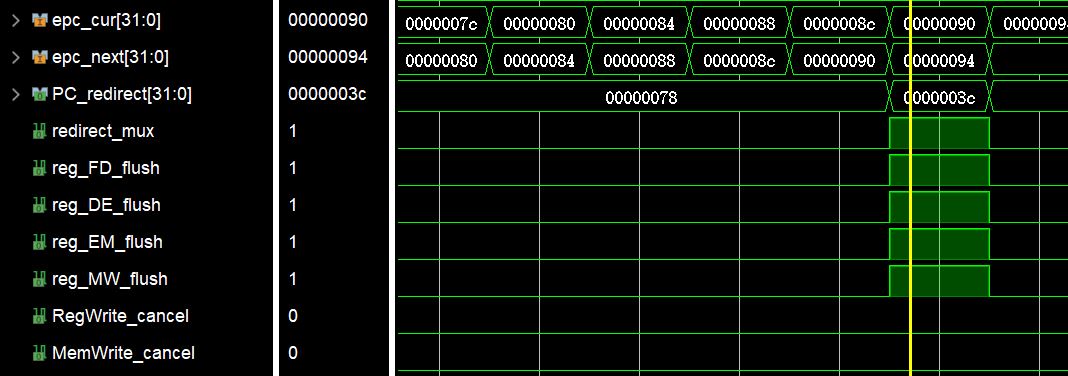 epc_cur[31:0] 00000090 0000007c 00000080 00000084 00000088 0000008c 00000090 00000094
epc_next[31:0] 00000094 00000080 00000084 00000088 0000008c 00000090 00000094
PC_redirect[31:0] 0000003c 00000078 0000003c
redirect_mux 1
reg_FD_flush 1
reg_DE_flush 1
reg_EM_flush 1
reg_MW_flush 1
RegWrite_cancel 0
MemWrite_cancel 0